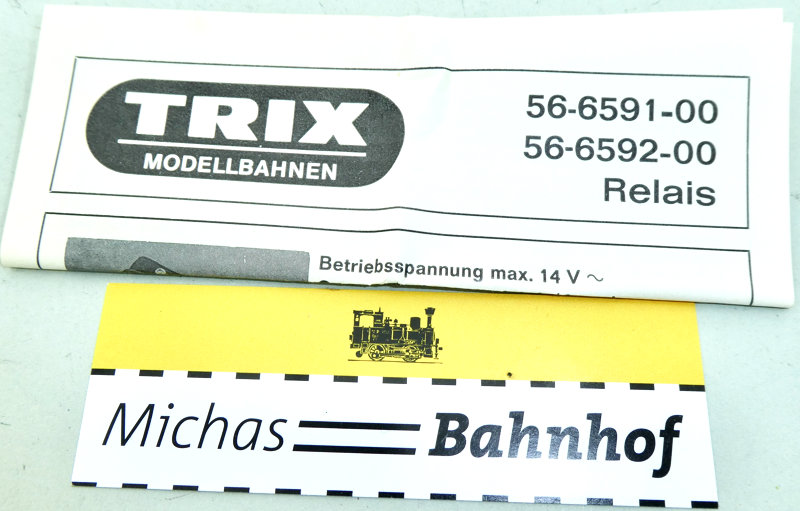 TRIX
MODELLBAHNEN
56-6591-00
56-6592-00
Relais
Betriebsspannung max. 14 V ~
Michas Bahnhof